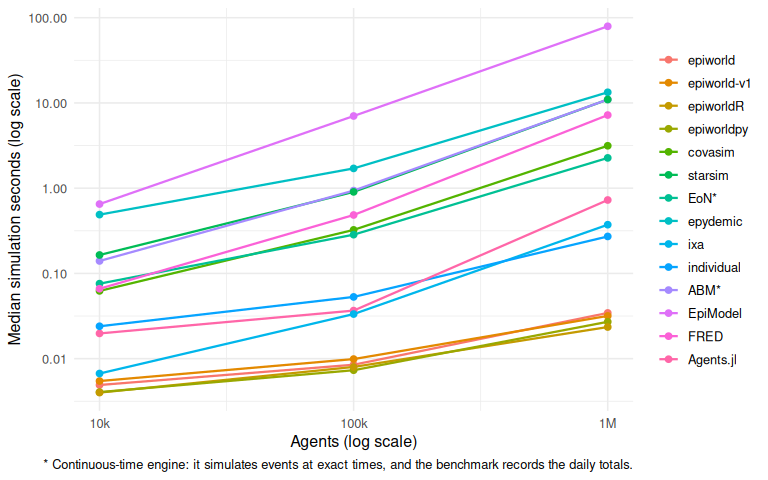 Median simulation seconds (log scale)
100.00
10.00
1.00
0.10
0.01
10k
100k
1M
Agents (log scale)
epiworld
epiworld-v1
epiworldR
epiworldpy
covasim
starsim
EoN*
epydemic
ixa
individual
ABM*
EpiModel
FRED
Agents.jl
* Continuous-time engine: it simulates events at exact times, and the benchmark records the daily totals.